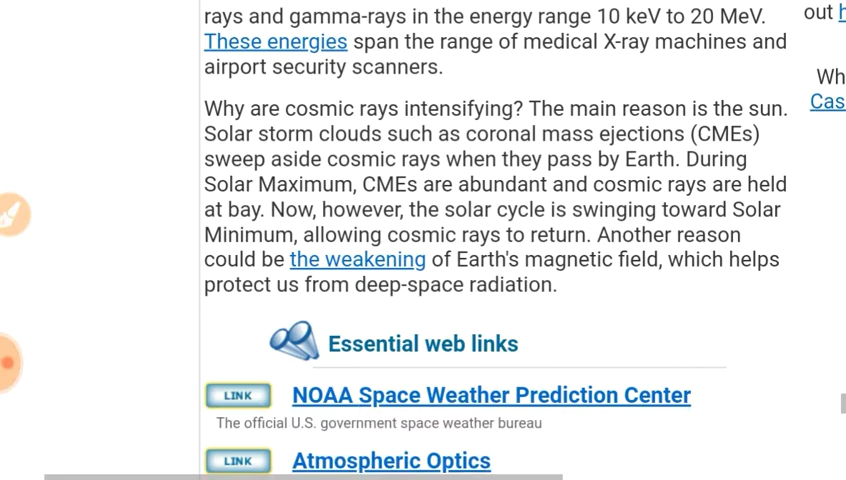 rays and gamma-rays in the energy range 10 keV to 20 MeV.
These energies span the range of medical X-ray machines and
airport security scanners.
Why are cosmic rays intensifying? The main reason is the sun.
Solar storm clouds such as coronal mass ejections (CMEs)
sweep aside cosmic rays when they pass by Earth. During
Solar Maximum, CMEs are abundant and cosmic rays are held
at bay. Now, however, the solar cycle is swinging toward Solar
Minimum, allowing cosmic rays to return. Another reason
could be the weakening of Earth's magnetic field, which helps
protect us from deep-space radiation.
Essential web links
LINK NOAA Space Weather Prediction Center
The official U.S. government space weather bureau
LINK Atmospheric Optics
out